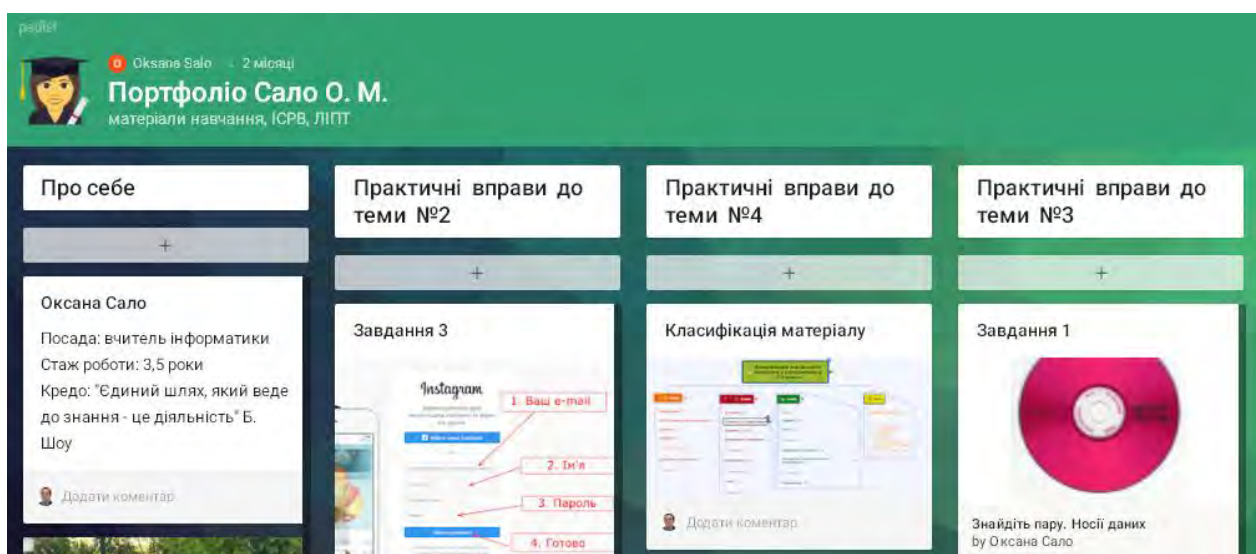 padlet
Oksana Salo 2 місяці
Портфоліо Сало О. М.
матеріали навчання, ІСРВ, ЛІПТ
Про себе
+
Оксана Сало
Посада: вчитель інформатики
Стаж роботи: 3,5 роки
Кредо: "Єдиний шлях, який веде
до знання - це діяльність" Б.
Шоу
Додати коментар
Практичні вправи до
теми №2
+
Завдання 3
Instagram
1. Ваш e-mail
2. Ім'я
3. Пароль
4. Готово
Практичні вправи до
теми №4
+
Класифікація матеріалу
Додати коментар
Практичні вправи до
теми №3
+
Завдання 1
Знайдіть пару. Носії даних
by Оксана Сало